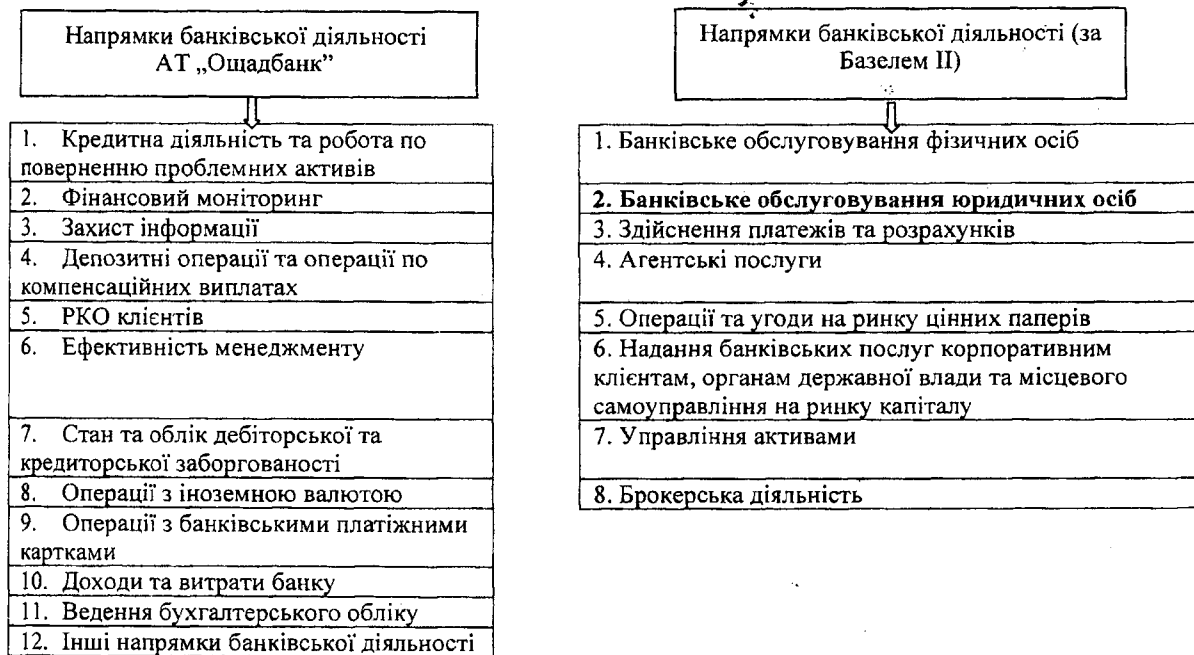 Напрямки банківської діяльності
АТ „Ощадбанк”
1. Кредитна діяльність та робота по
поверненню проблемних активів
2. Фінансовий моніторинг
3. Захист інформації
4. Депозитні операції та операції по
компенсаційних виплатах
5. РКО клієнтів
6. Ефективність менеджменту
7. Стан та облік дебіторської та
кредиторської заборгованості
8. Операції з іноземною валютою
9. Операції з банківськими платіжними
картками
10. Доходи та витрати банку
11. Ведення бухгалтерського обліку
12. Інші напрямки банківської діяльності
Напрямки банківської діяльності (за
Базелем II)
1. Банківське обслуговування фізичних осіб
2. Банківське обслуговування юридичних осіб
3. Здійснення платежів та розрахунків
4. Агентські послуги
5. Операції та угоди на ринку цінних паперів
6. Надання банківських послуг корпоративним
клієнтам, органам державної влади та місцевого
самоуправління на ринку капіталу
7. Управління активами
8. Брокерська діяльність